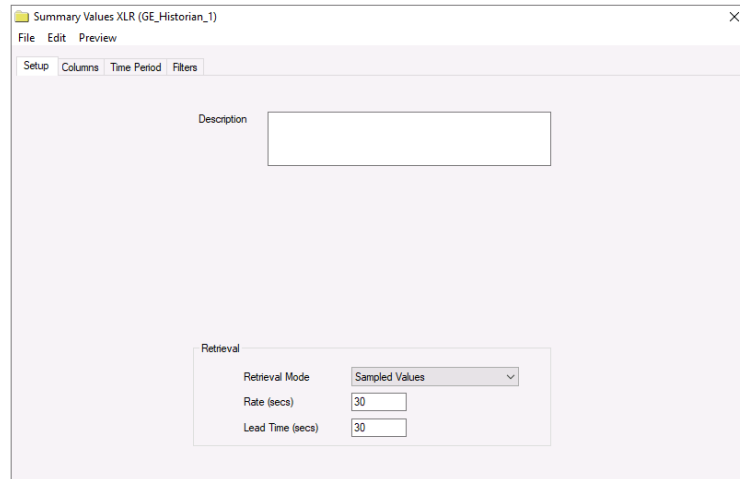 Summary Values XLR (GE_Historian_1)
File Edit Preview
Setup Columns Time Period Filters
Description
Retrieval
Retrieval Mode Sampled Values
Rate (secs) 30
Lead Time (secs) 30